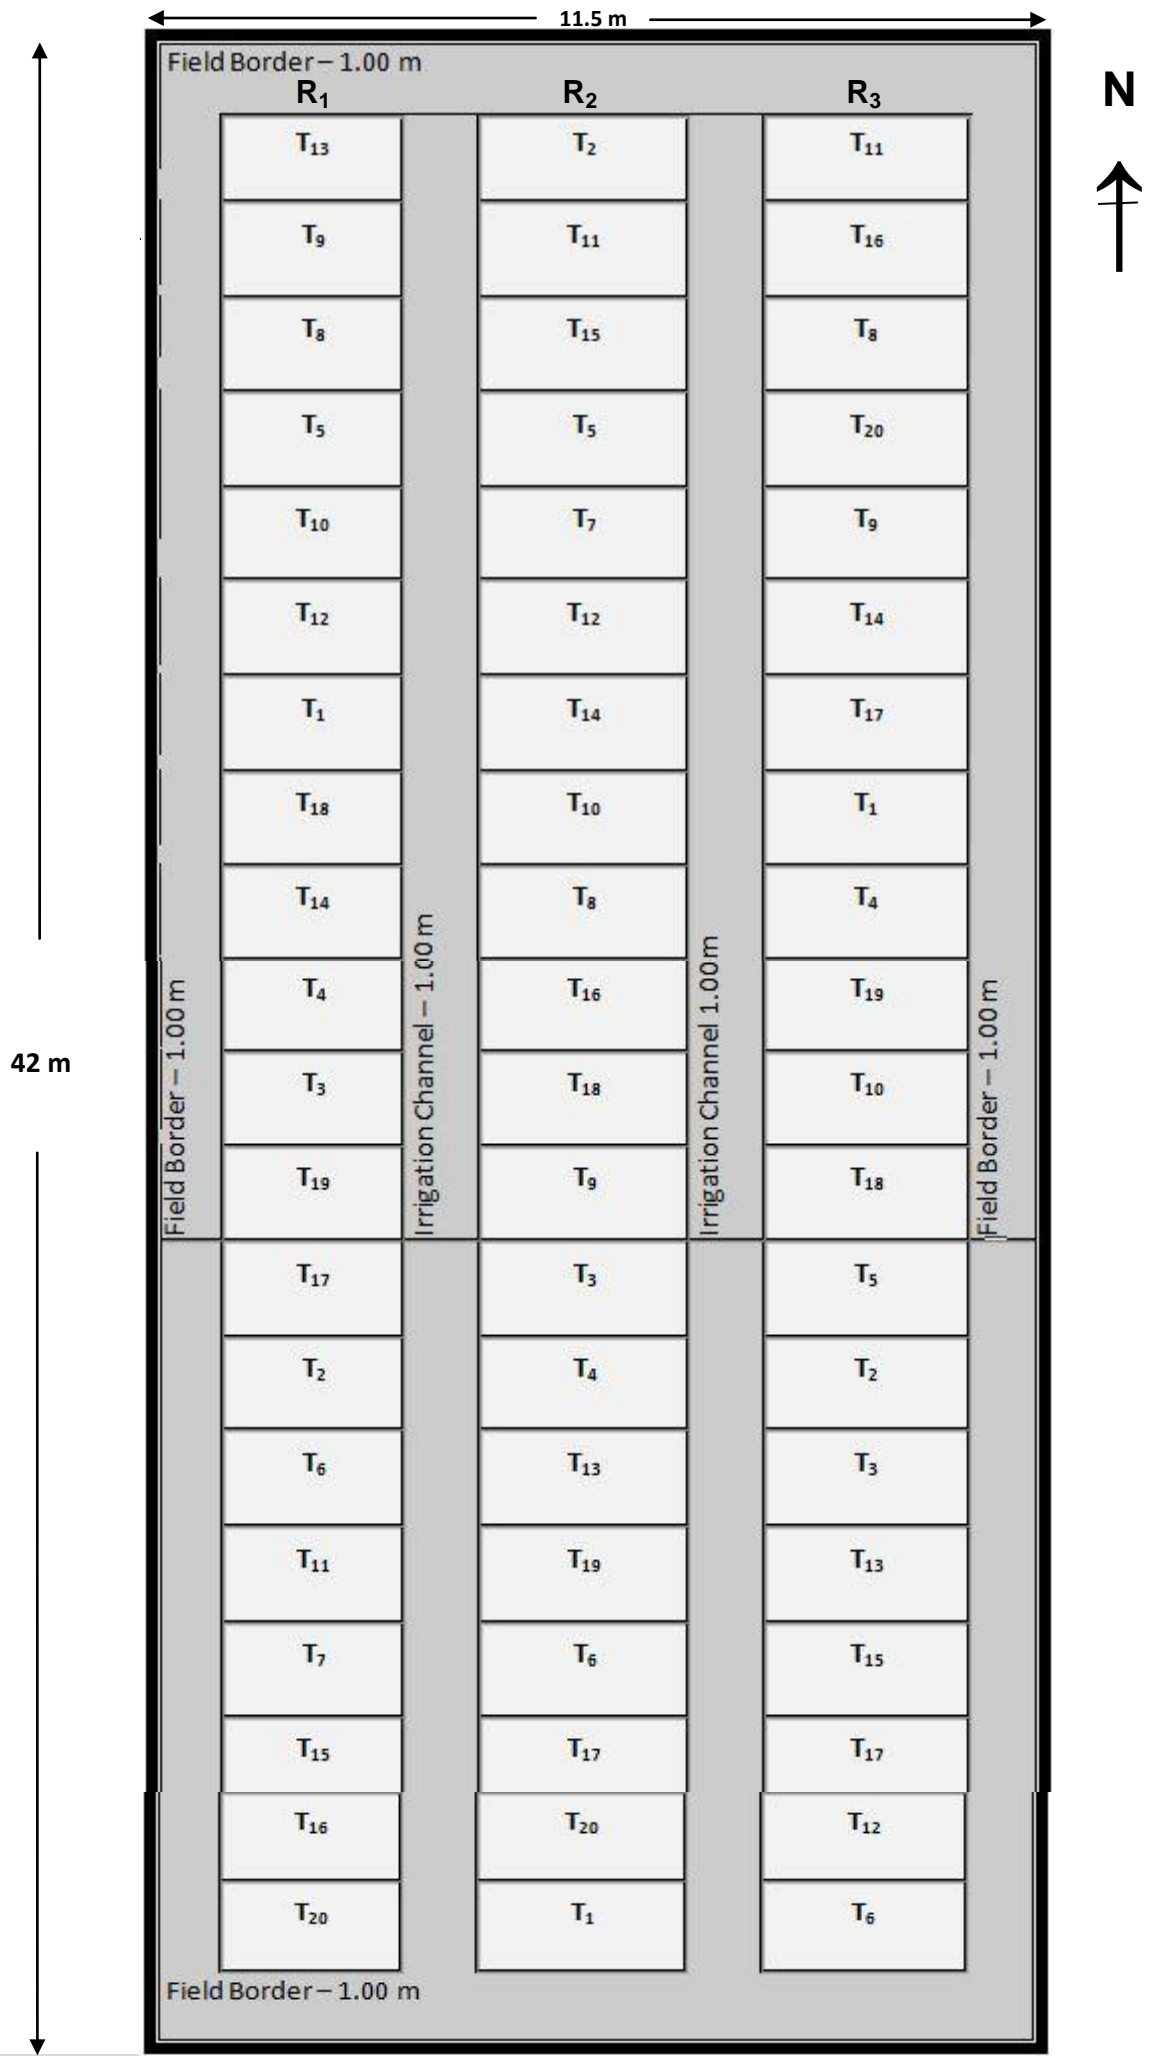 11.5 m
Field Border – 1.00 m
N
R₁ R₂ R₃
T₁₃ T₂ T₁₁
T₉ T₁₁ T₁₆
T₈ T₁₅ T₈
T₅ T₅ T₂₀
T₁₀ T₇ T₉
T₁₂ T₁₂ T₁₄
T₁ T₁₄ T₁₇
T₁₈ T₁₀ T₁
T₁₄ T₈ T₄
T₄ T₁₆ T₁₉
T₃ T₁₈ T₁₀
T₁₉ T₉ T₁₈
42 m
Field Border – 1.00 m
Irrigation Channel – 1.00 m
Irrigation Channel 1.00m
Field Border – 1.00 m
T₁₇ T₃ T₅
T₂ T₄ T₂
T₆ T₁₃ T₃
T₁₁ T₁₉ T₁₃
T₇ T₆ T₁₅
T₁₅ T₁₇ T₁₇
T₁₆ T₂₀ T₁₂
T₂₀ T₁ T₆
Field Border – 1.00 m